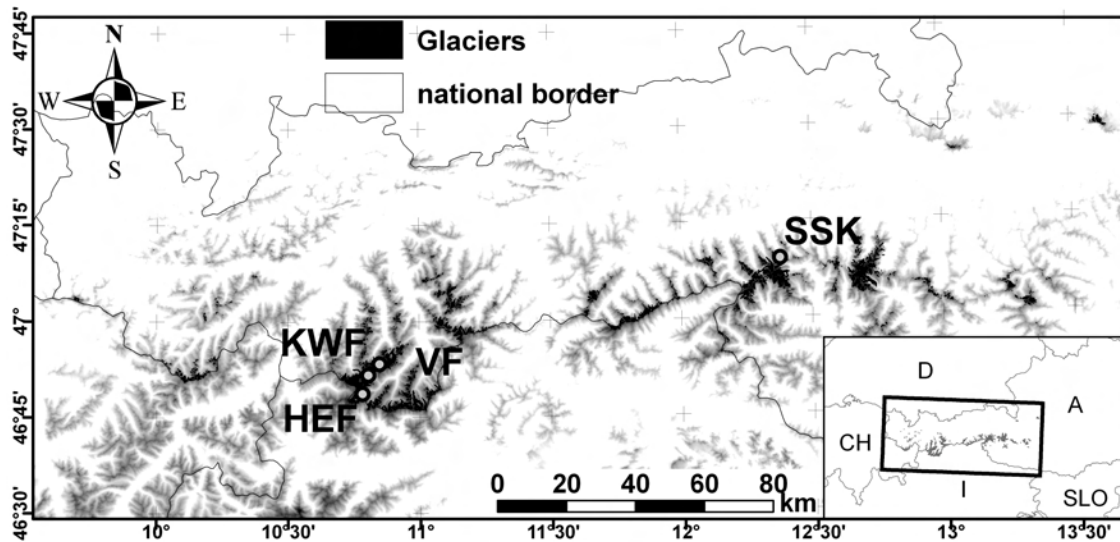 47°45'
N
Glaciers
W
E
national border
S
47°30'
47°15'
SSK
47°
KWF
VF
HEF
46°45'
D
A
CH
I
SLO
0 20 40 60 80
km
46°30'
10° 10°30' 11° 11°30' 12° 12°30' 13° 13°30'